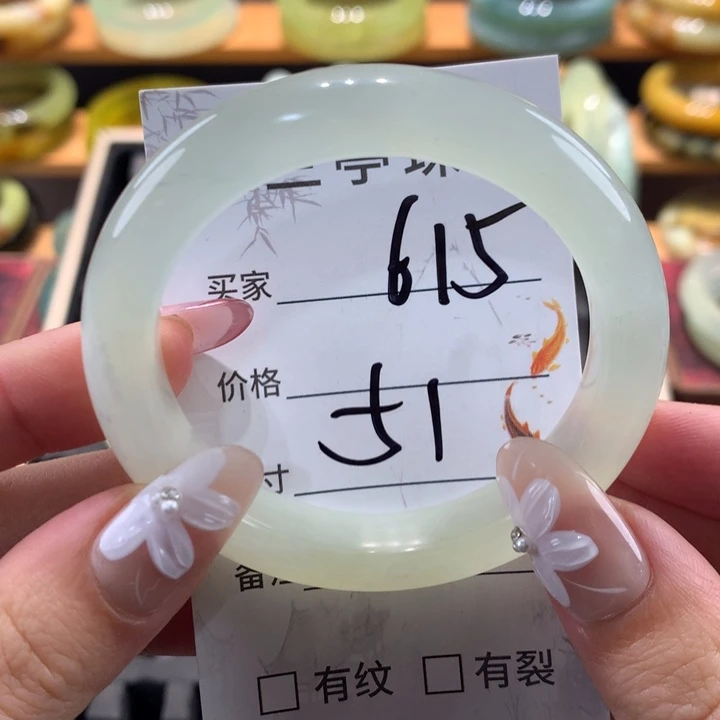 买家 615
价格 51
寸
□ 有纹 □ 有裂